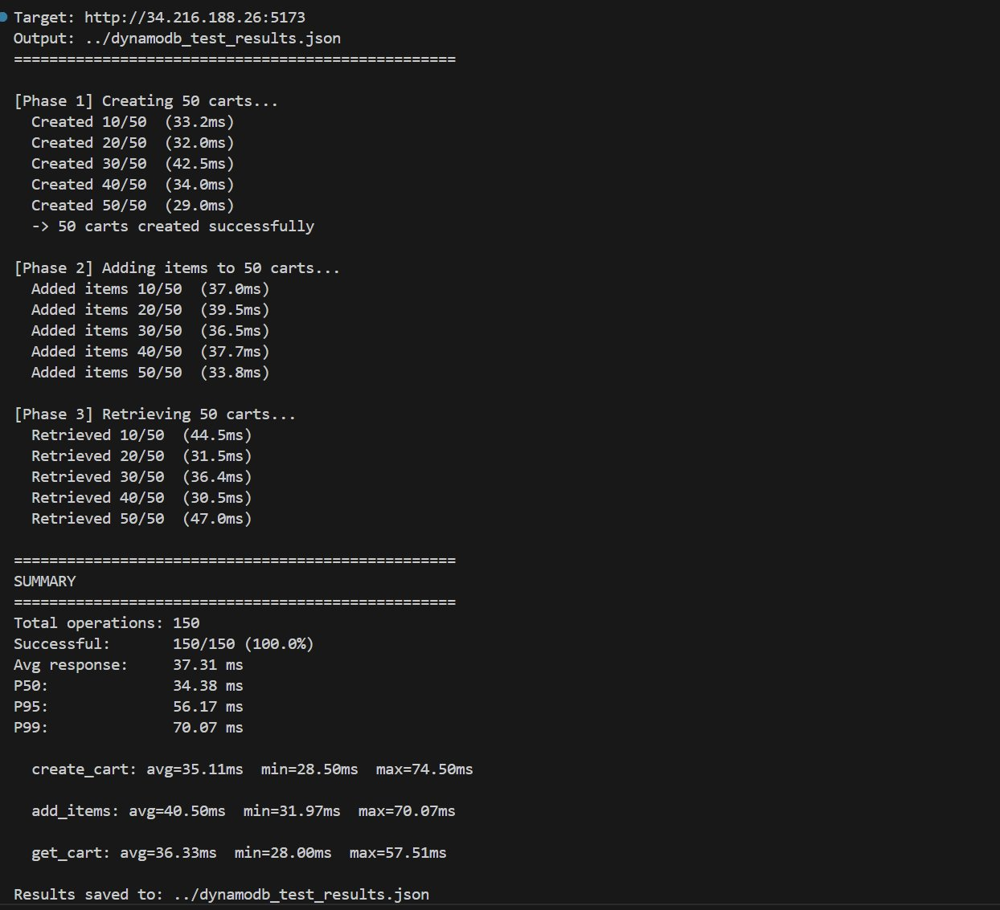 Target: http://34.216.188.26:5173
Output: ../dynamodb_test_results.json
==================================================
[Phase 1] Creating 50 carts...
Created 10/50  (33.2ms)
Created 20/50  (32.0ms)
Created 30/50  (42.5ms)
Created 40/50  (34.0ms)
Created 50/50  (29.0ms)
-> 50 carts created successfully
[Phase 2] Adding items to 50 carts...
Added items 10/50  (37.0ms)
Added items 20/50  (39.5ms)
Added items 30/50  (36.5ms)
Added items 40/50  (37.7ms)
Added items 50/50  (33.8ms)
[Phase 3] Retrieving 50 carts...
Retrieved 10/50  (44.5ms)
Retrieved 20/50  (31.5ms)
Retrieved 30/50  (36.4ms)
Retrieved 40/50  (30.5ms)
Retrieved 50/50  (47.0ms)
==================================================
SUMMARY
==================================================
Total operations: 150
Successful:       150/150 (100.0%)
Avg response:     37.31 ms
P50:              34.38 ms
P95:              56.17 ms
P99:              70.07 ms
create_cart: avg=35.11ms  min=28.50ms  max=74.50ms
add_items: avg=40.50ms  min=31.97ms  max=70.07ms
get_cart: avg=36.33ms  min=28.00ms  max=57.51ms
Results saved to: ../dynamodb_test_results.json